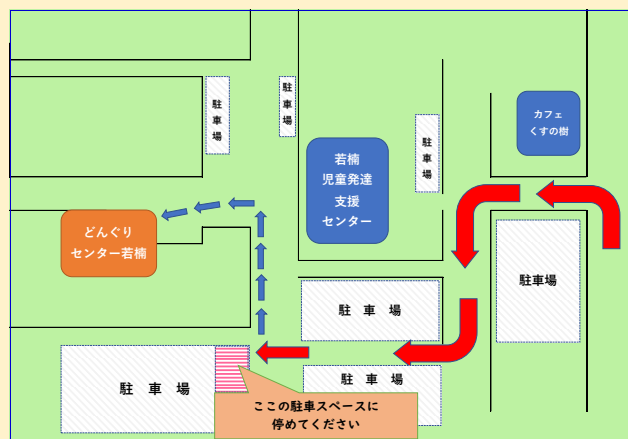 駐車場
駐車場
駐車場
カフェ
くすの樹
若楠
児童発達
支援
センター
どんぐり
センター若楠
駐車場
駐　車　場
駐　車　場
駐　車　場
ここの駐車スペースに
停めてください